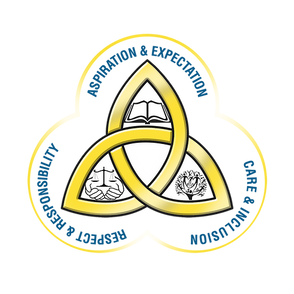 ASPIRATION & EXPECTATION
RESPECT & RESPONSIBILITY
CARE & INCLUSION